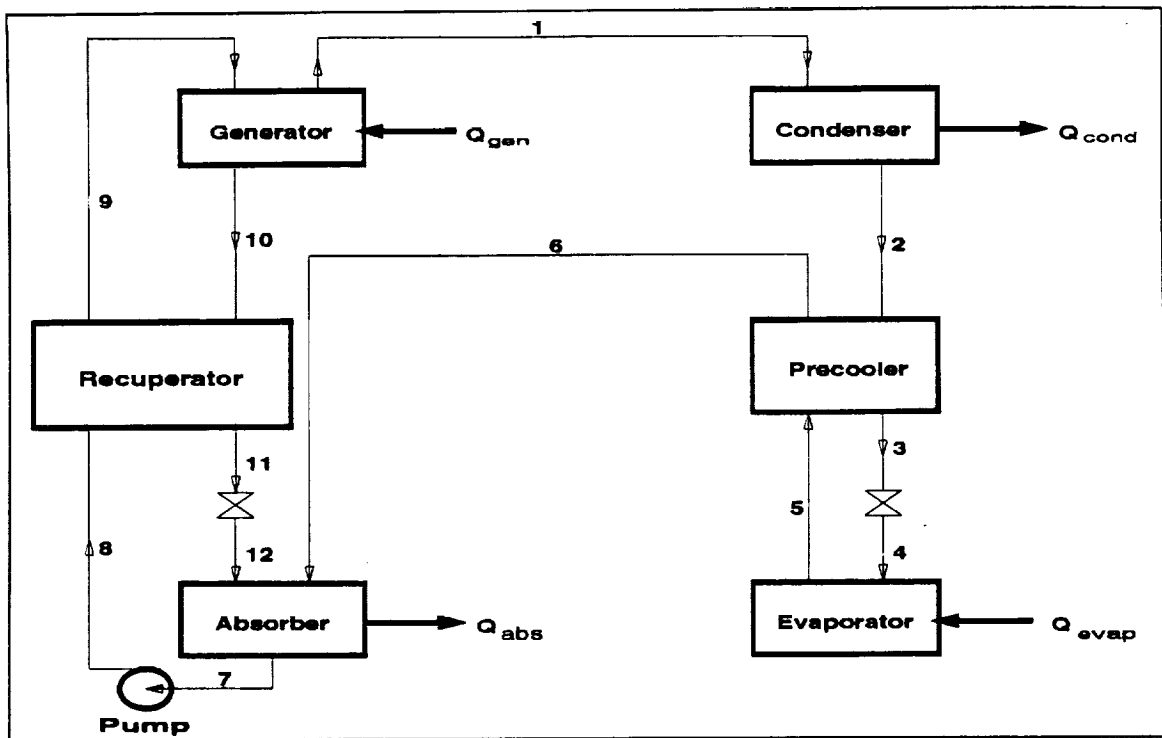 1
Generator
Q gen
Condenser
Q cond
9
10
6
2
Recuperator
Precooler
11
3
5
8
12
4
Absorber
Q abs
Evaporator
Q evap
7
Pump